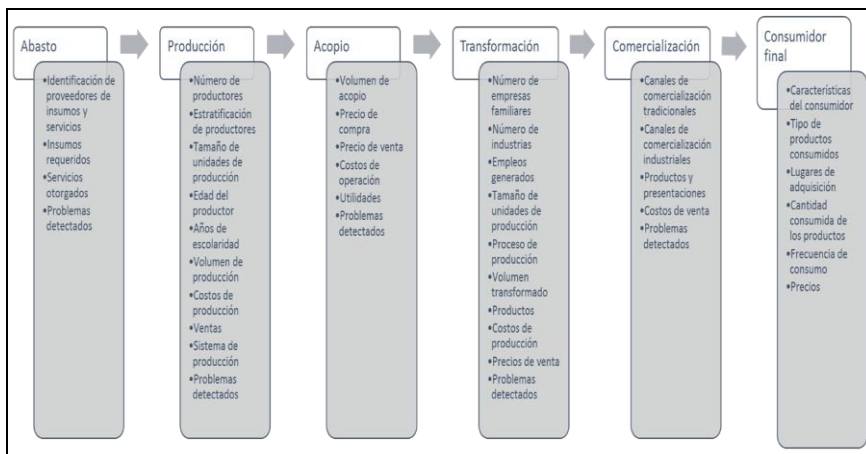 Abasto
•Identificación de
proveedores de
insumos y
servicios
•Insumos
requeridos
•Servicios
otorgados
•Problemas
detectados
Producción
•Número de
productores
•Estratificación
de productores
•Tamaño de
unidades de
producción
•Edad del
productor
•Años de
escolaridad
•Volumen de
producción
•Costos de
producción
•Ventas
•Sistema de
producción
•Problemas
detectados
Acopio
•Volumen de
acopio
•Precio de
compra
•Precio de venta
•Costos de
operación
•Utilidades
•Problemas
detectados
Transformación
•Número de
empresas
familiares
•Número de
industrias
•Empleos
generados
•Tamaño de
unidades de
producción
•Proceso de
producción
•Volumen
transformado
•Productos
•Costos de
producción
•Precios de venta
•Problemas
detectados
Comercialización
•Canales de
comercialización
tradicionales
•Canales de
comercialización
industriales
•Productos y
presentaciones
•Costos de venta
•Problemas
detectados
Consumidor
final
•Características
del consumidor
•Tipo de
productos
consumidos
•Lugares de
adquisición
•Cantidad
consumida de
los productos
•Frecuencia de
consumo
•Precios